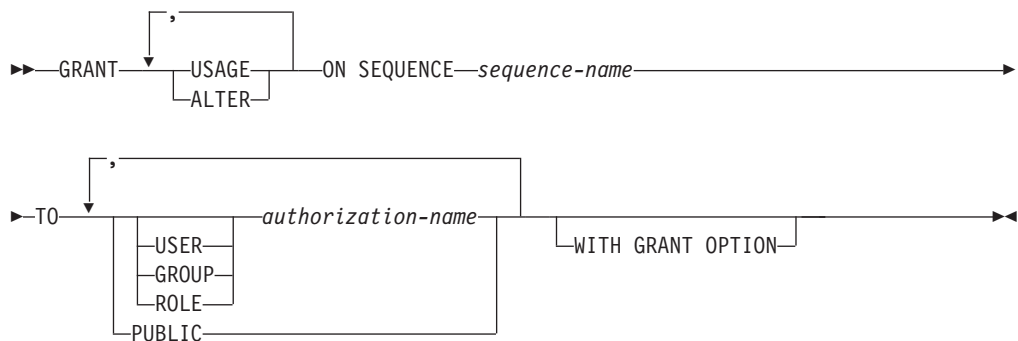 ,
GRANT USAGE ON SEQUENCE sequence-name
ALTER
,
TO authorization-name
USER WITH GRANT OPTION
GROUP
ROLE
PUBLIC